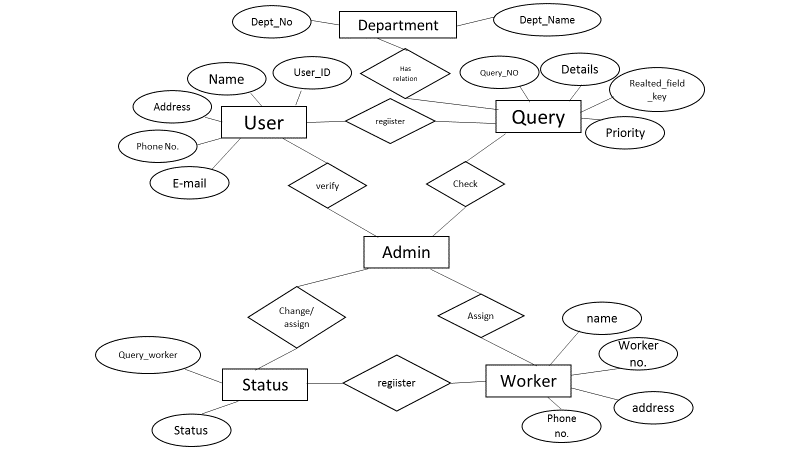 Dept_No
Department
Dept_Name
Has
relation
Name
User_ID
Query_NO
Details
Realted_field
_key
Address
User
regiister
Query
Priority
Phone No.
E-mail
verify
Check
Admin
Change/
assign
Assign
name
Query_worker
Worker
no.
Status
regiister
Worker
address
Status
Phone
no.